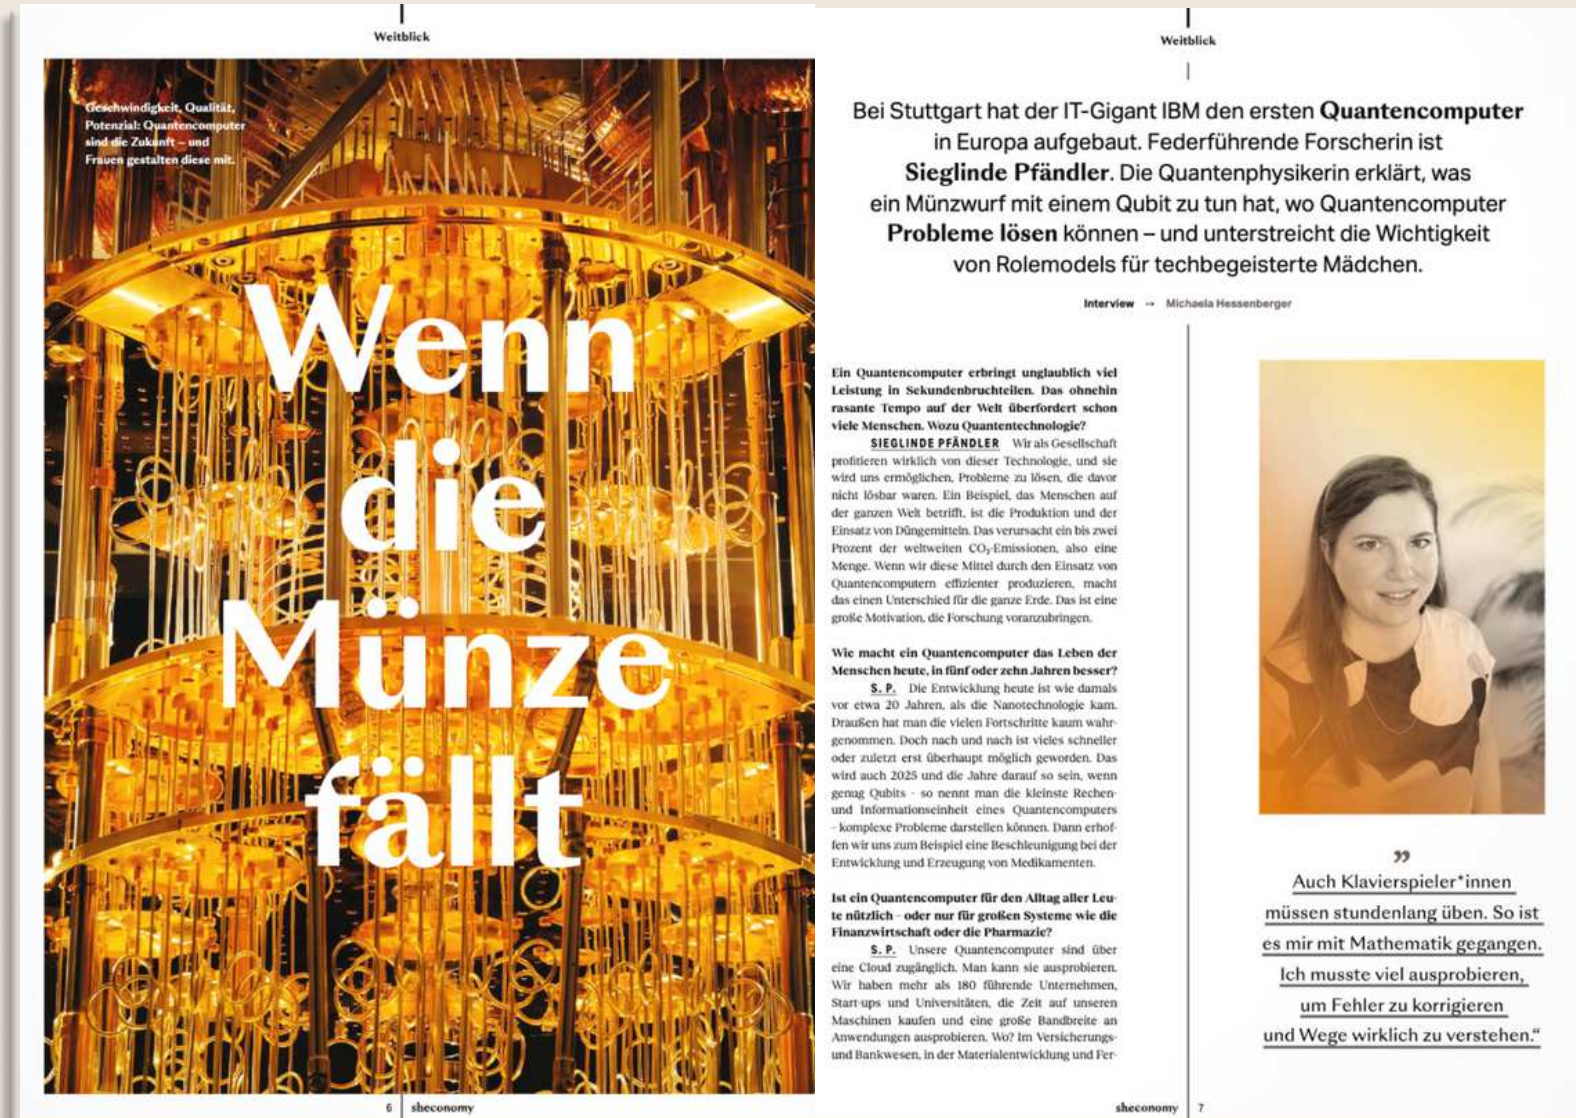 Weitblick
Geschwindigkeit, Qualität,
Potenzial: Quantencomputer
sind die Zukunft – und
Frauen gestalten diese mit.
Wenn
die
Münze
fällt
6 sheconomy
Weitblick
Bei Stuttgart hat der IT-Gigant IBM den ersten Quantencomputer
in Europa aufgebaut. Federführende Forscherin ist
Sieglinde Pfändler. Die Quantenphysikerin erklärt, was
ein Münzwurf mit einem Qubit zu tun hat, wo Quantencomputer
Probleme lösen können – und unterstreicht die Wichtigkeit
von Rolemodels für techbegeisterte Mädchen.
Interview → Michaela Hessenberger
Ein Quantencomputer erbringt unglaublich viel
Leistung in Sekundenbruchteilen. Das ohnehin
rasante Tempo auf der Welt überfordert schon
viele Menschen. Wozu Quantentechnologie?
SIEGLINDE PFÄNDLER Wir als Gesellschaft
profitieren wirklich von dieser Technologie, und sie
wird uns ermöglichen, Probleme zu lösen, die davor
nicht lösbar waren. Ein Beispiel, das Menschen auf
der ganzen Welt betrifft, ist die Produktion und der
Einsatz von Düngemitteln. Das verursacht ein bis zwei
Prozent der weltweiten CO₂-Emissionen, also eine
Menge. Wenn wir diese Mittel durch den Einsatz von
Quantencomputern effizienter produzieren, macht
das einen Unterschied für die ganze Erde. Das ist eine
große Motivation, die Forschung voranzubringen.
Wie macht ein Quantencomputer das Leben der
Menschen heute, in fünf oder zehn Jahren besser?
S. P. Die Entwicklung heute ist wie damals
vor etwa 20 Jahren, als die Nanotechnologie kam.
Draußen hat man die vielen Fortschritte kaum wahr-
genommen. Doch nach und nach ist vieles schneller
oder zuletzt erst überhaupt möglich geworden. Das
wird auch 2025 und die Jahre darauf so sein, wenn
genug Qubits – so nennt man die kleinste Rechen-
und Informationseinheit eines Quantencomputers
– komplexe Probleme darstellen können. Dann erhof-
fen wir uns zum Beispiel eine Beschleunigung bei der
Entwicklung und Erzeugung von Medikamenten.
Ist ein Quantencomputer für den Alltag aller Leu-
te nützlich – oder nur für großen Systeme wie die
Finanzwirtschaft oder die Pharmazie?
S. P. Unsere Quantencomputer sind über
eine Cloud zugänglich. Man kann sie ausprobieren.
Wir haben mehr als 180 führende Unternehmen,
Start-ups und Universitäten, die Zeit auf unseren
Maschinen kaufen und eine große Bandbreite an
Anwendungen ausprobieren. Wo? Im Versicherungs-
und Bankwesen, in der Materialentwicklung und Fer-
”
Auch Klavierspieler*innen
müssen stundenlang üben. So ist
es mir mit Mathematik gegangen.
Ich musste viel ausprobieren,
um Fehler zu korrigieren
und Wege wirklich zu verstehen.“
sheconomy 7